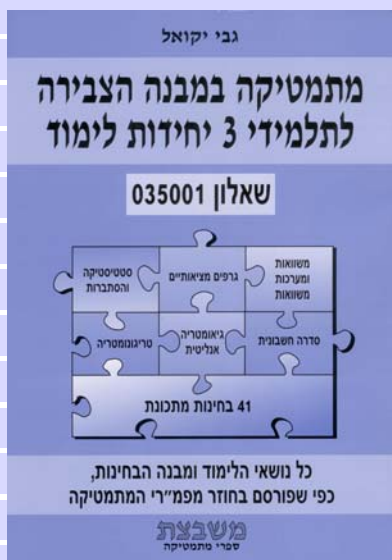 גבי יקואל
מתמטיקה במבנה הצבירה
לתלמידי 3 יחידות לימוד
שאלון 035001
משוואות
ומערכות
משוואות
גרפים מציאותיים
סטטיסטיקה
והסתברות
סדרה חשבונית
גיאומטריה
אנליטית
טריגונומטריה
41 בחינות מתכונת
כל נושאי הלימוד ומבנה הבחינות,
כפי שפורסם בחוזר מפמ״רי המתמטיקה
משבצת
ספרי מתמטיקה